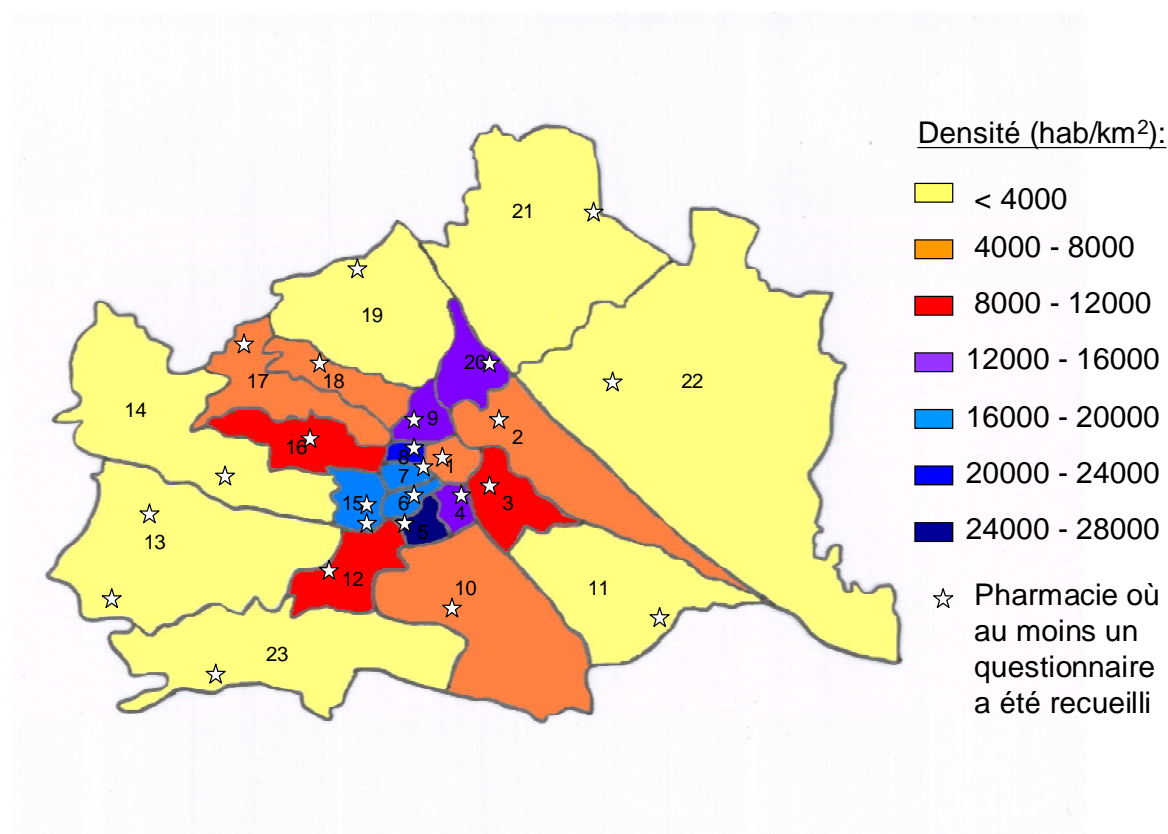 Densité (hab/km²):
< 4000
4000 - 8000
8000 - 12000
12000 - 16000
16000 - 20000
20000 - 24000
24000 - 28000
Pharmacie où
au moins un
questionnaire
a été recueilli
21
19
20
22
18
17
14
9
2
16
8
1
7
15
6
4
3
5
13
12
10
11
23